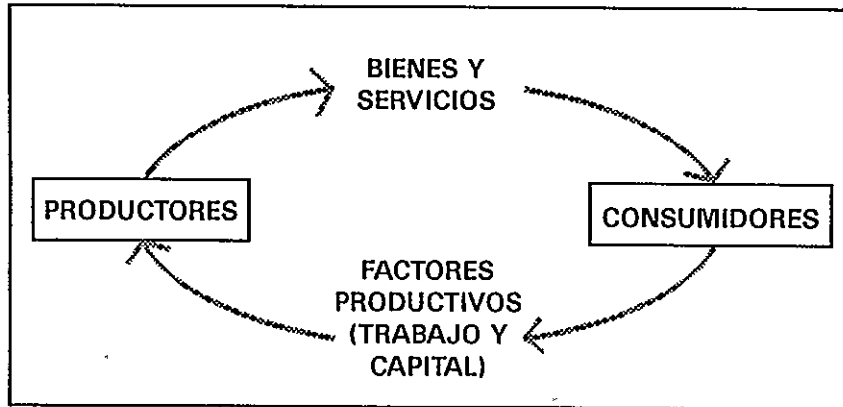 BIENES Y
SERVICIOS
PRODUCTORES
CONSUMIDORES
FACTORES
PRODUCTIVOS
(TRABAJO Y
CAPITAL)